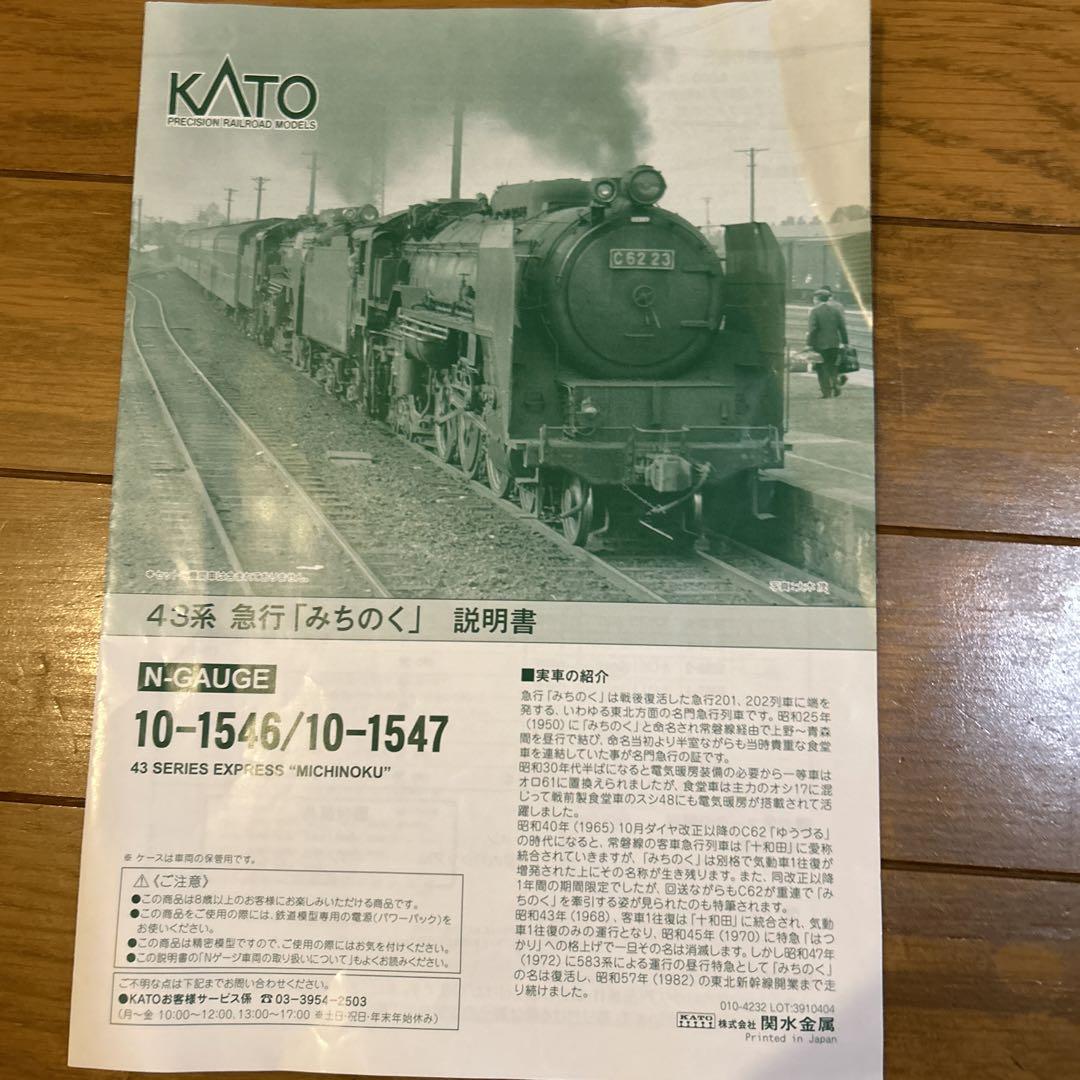 KATO
PRECISION RAILROAD MODELS
C62 23
※セットに機関車は含まれておりません。
写真:大木 茂
43系 急行「みちのく」 説明書
N-GAUGE
10-1546/10-1547
43 SERIES EXPRESS “MICHINOKU”
※ ケースは車両の保管用です。
⚠〈ご注意〉
●この商品は8歳以上のお客様にお楽しみいただける商品です。
●この商品をご使用の際には、鉄道模型専用の電源(パワーパック)を
お使いください。
●この商品は精密模型ですので、ご使用の際にはお気を付けください。
●この説明書の「Nゲージ車両の取り扱いについて」もよくお読みください。
ご不明な点は下記までお問い合わせください。
●KATOお客様サービス係 ☎03-3954-2503
(月〜金 10:00〜12:00、13:00〜17:00 ※土日・祝日・年末年始休み)
■実車の紹介
急行「みちのく」は戦後復活した急行201、202列車に端を
発する、いわゆる東北方面の名門急行列車です。昭和25年
(1950)に「みちのく」と命名され常磐線経由で上野〜青森
間を昼行で結び、命名当初より半室ながらも当時貴重な食堂
車を連結していた事が名門急行の証です。
昭和30年代半ばになると電気暖房装備の必要から一等車は
オロ61に置換えられましたが、食堂車は主力のオシ17に混
じって戦前製食堂車のスシ48にも電気暖房が搭載されて活
躍しました。
昭和40年(1965)10月ダイヤ改正以降のC62「ゆうづる」
の時代になると、常磐線の客車急行列車は「十和田」に愛称
統合されていきますが、「みちのく」は別格で気動車1往復が
増発された上にその名称が生き残ります。また、同改正以降
1年間の期間限定でしたが、回送ながらもC62が重連で「み
ちのく」を牽引する姿が見られたのも特筆されます。
昭和43年(1968)、客車1往復は「十和田」に統合され、気動
車1往復のみの運行となり、昭和45年(1970)に特急「はつ
かり」への格上げで一旦その名は消滅します。しかし昭和47年
(1972)に583系による運行の昼行特急として「みちのく」
の名は復活し、昭和57年(1982)の東北新幹線開業まで走
り続けました。
010-4232 LOT:3910404
KATO 株式会社 関水金属
Printed in Japan